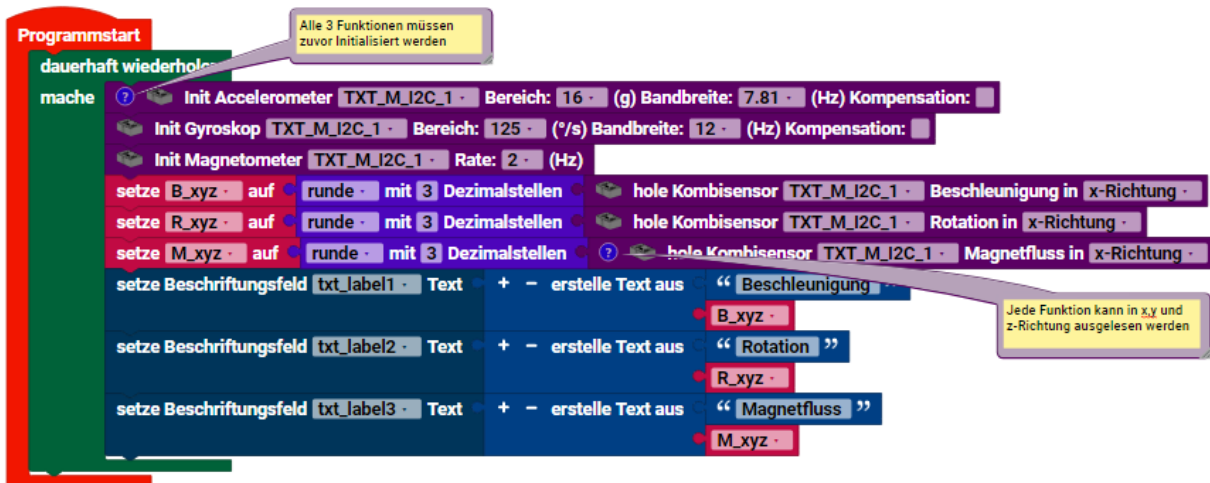 Alle 3 Funktionen müssen
zuvor Initialisiert werden
Programmstart
dauerhaft
mache ? Init Accelerometer TXT_M_I2C_1 Bereich: 16 (g) Bandbreite: 7.81 (Hz) Kompensation:
Init Gyroskop TXT_M_I2C_1 Bereich: 125 (°/s) Bandbreite: 12 (Hz) Kompensation:
Init Magnetometer TXT_M_I2C_1 Rate: 2 (Hz)
setze B_xyz auf runde mit 3 Dezimalstellen hole Kombisensor TXT_M_I2C_1 Beschleunigung in x-Richtung
setze R_xyz auf runde mit 3 Dezimalstellen hole Kombisensor TXT_M_I2C_1 Rotation in x-Richtung
setze M_xyz auf runde mit 3 Dezimalstellen ? hole Kombisensor TXT_M_I2C_1 Magnetfluss in x-Richtung
setze Beschriftungsfeld txt_label1 Text + − erstelle Text aus “ Beschleunigung ”
B_xyz
Jede Funktion kann in x,y und
z-Richtung ausgelesen werden
setze Beschriftungsfeld txt_label2 Text + − erstelle Text aus “ Rotation ”
R_xyz
setze Beschriftungsfeld txt_label3 Text + − erstelle Text aus “ Magnetfluss ”
M_xyz